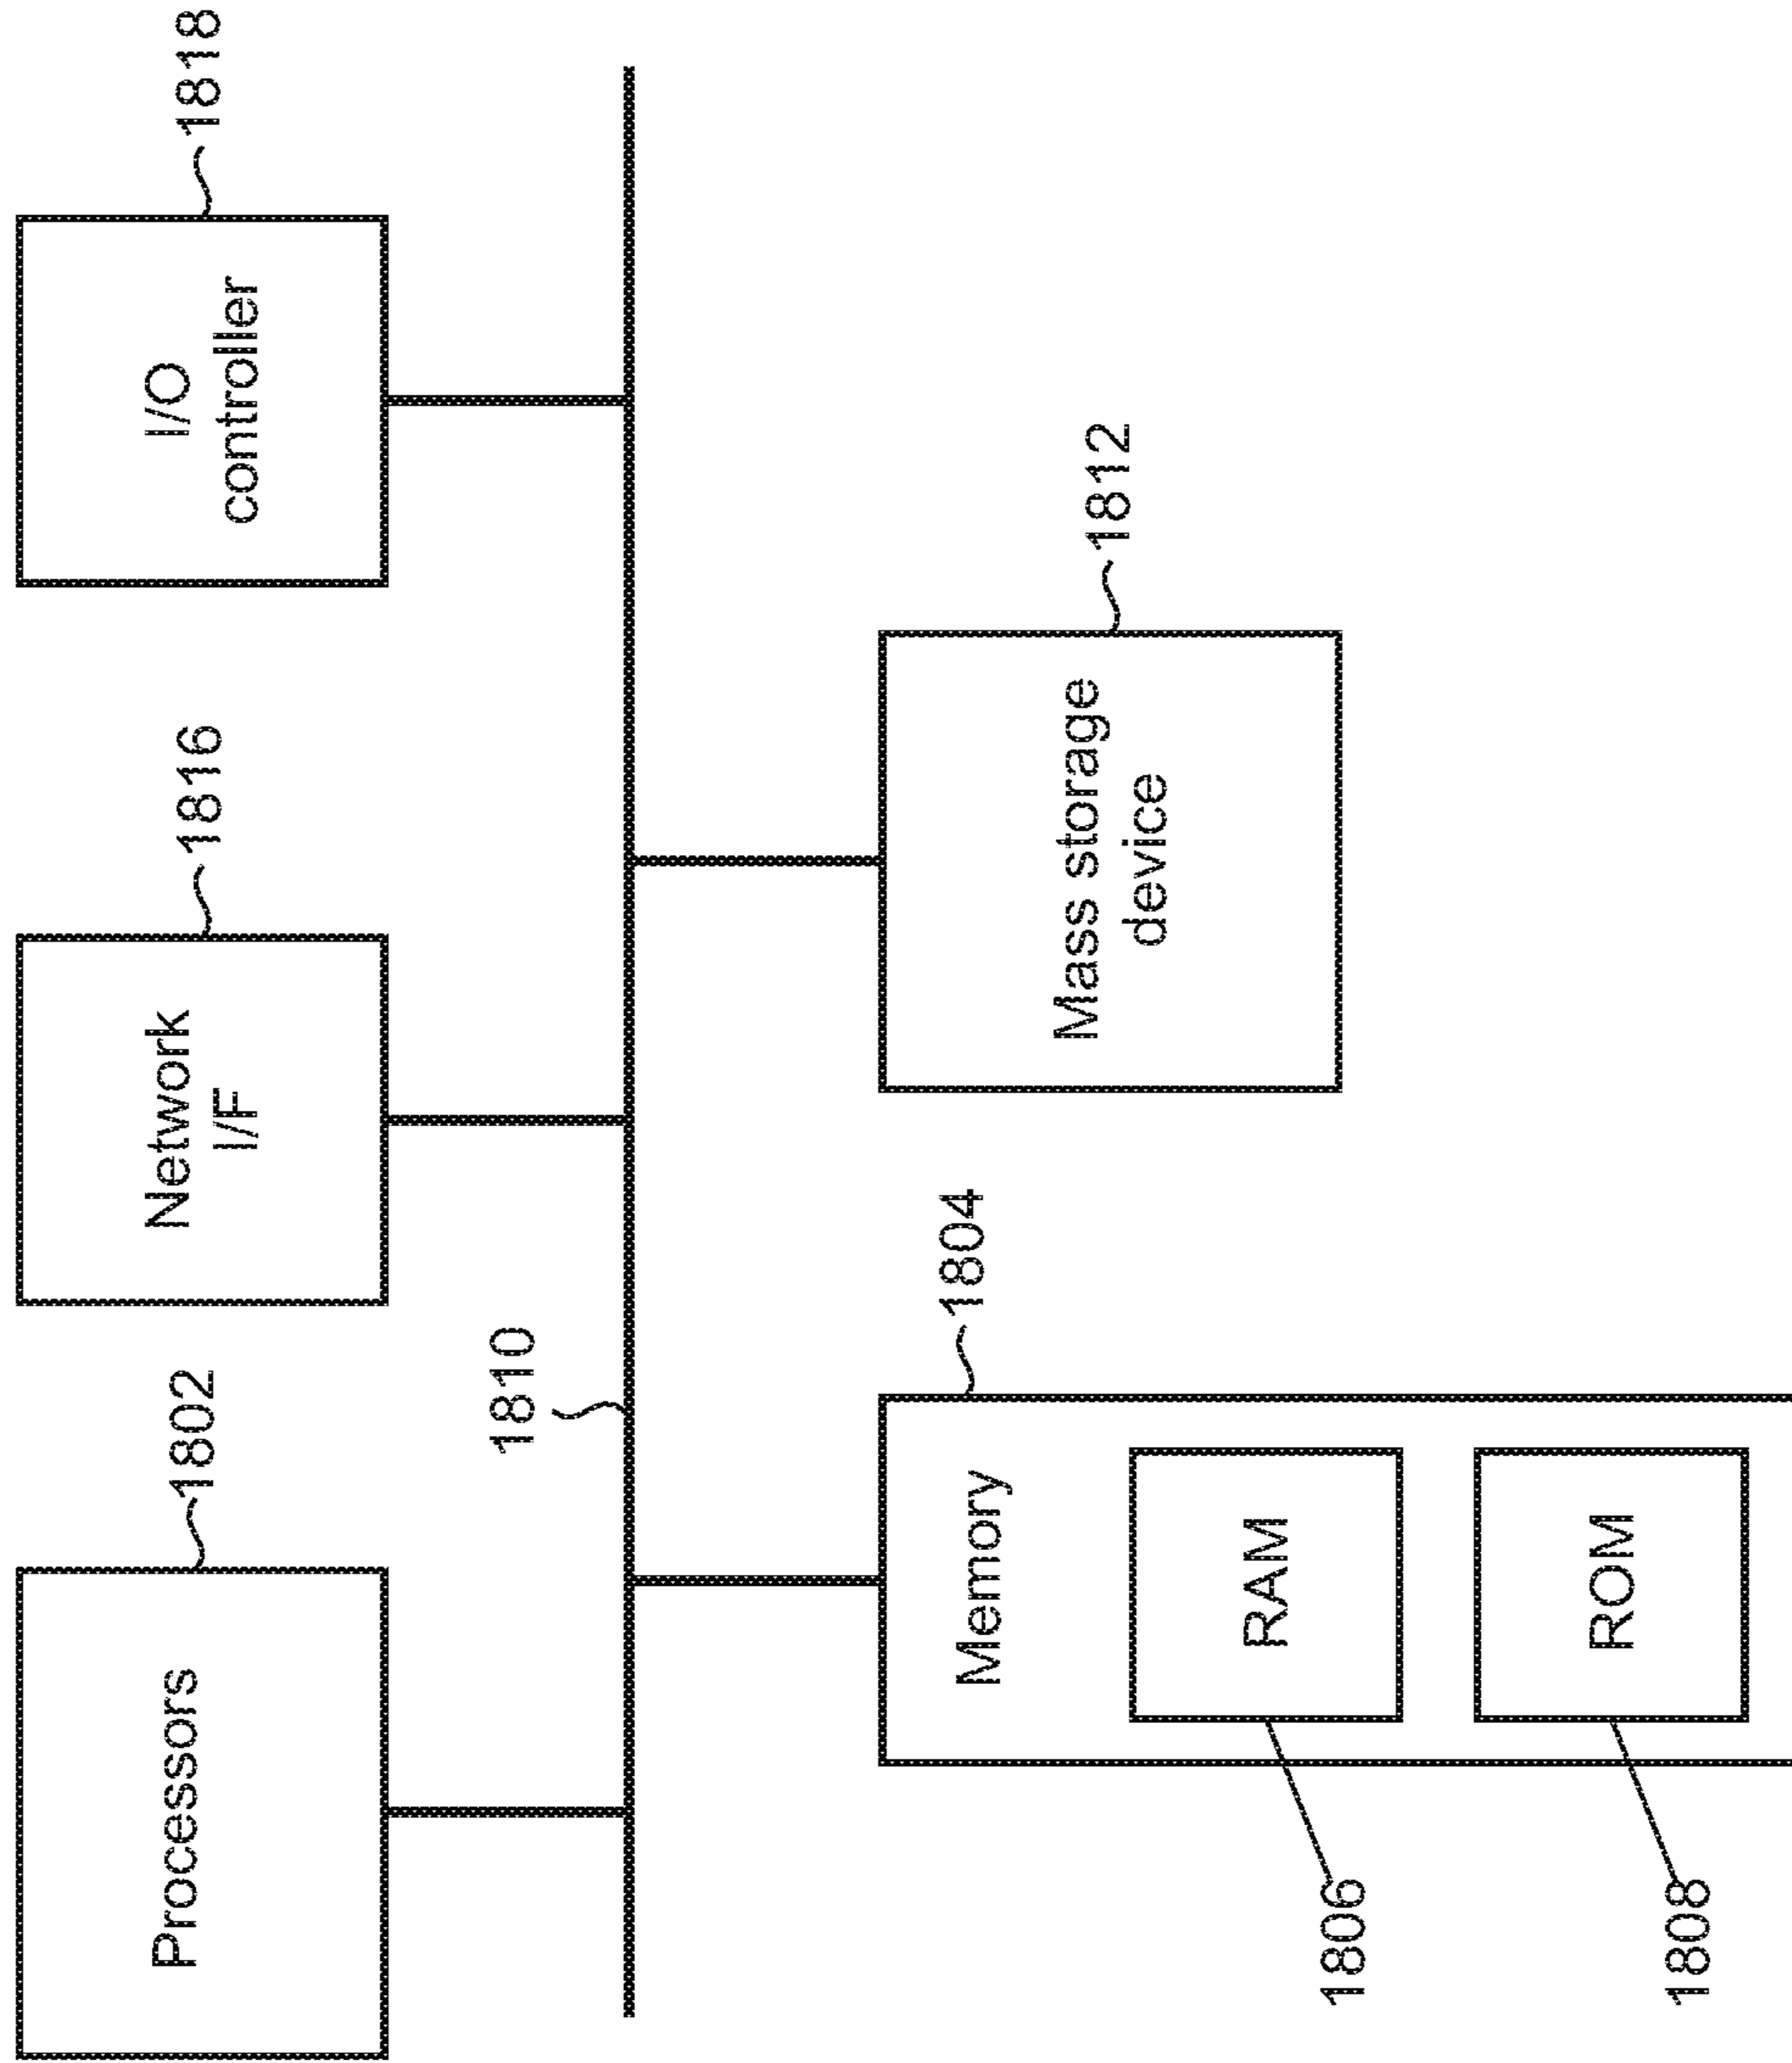 Processors
1802
Network
I/F
1816
I/O
controller
1818
1810
Memory
1804
RAM
1806
ROM
1808
Mass storage
device
1812